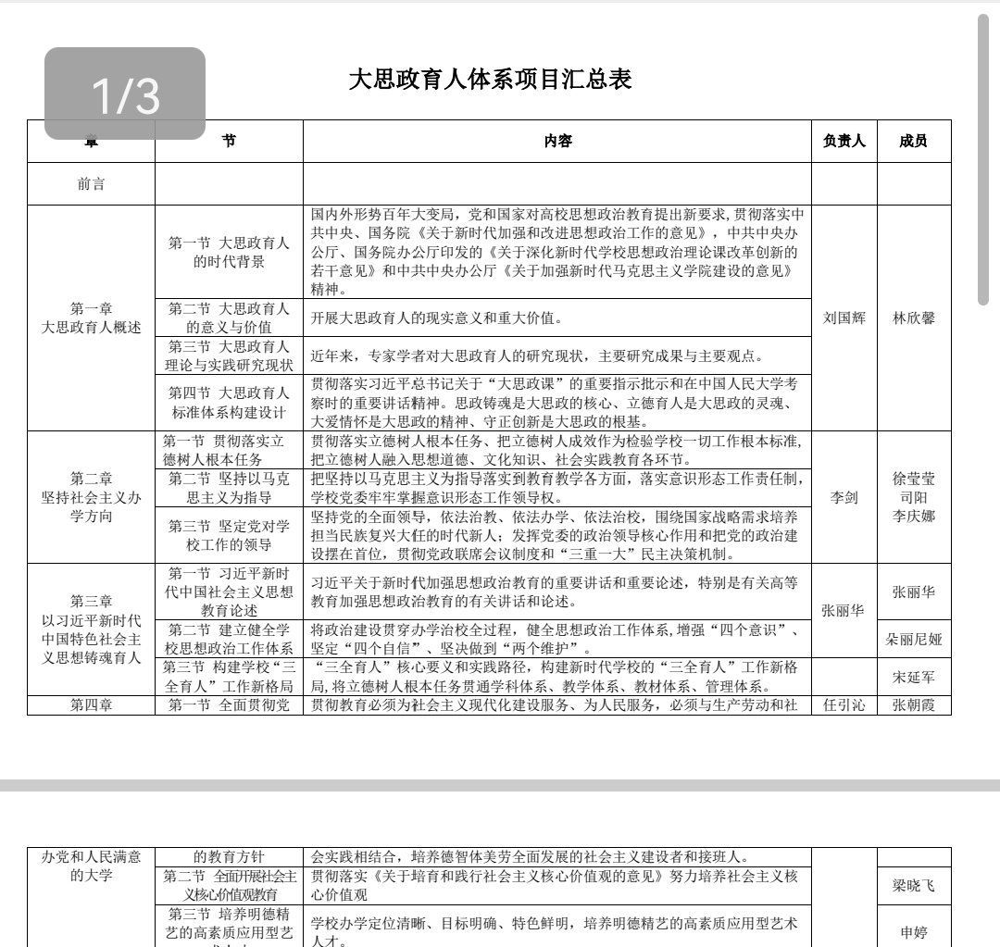 1/3
大思政育人体系项目汇总表
章 节 内容 负责人 成员
前言
第一章
大思政育人概述
第一节 大思政育人
的时代背景
国内外形势百年大变局，党和国家对高校思想政治教育提出新要求,贯彻落实中
共中央、国务院《关于新时代加强和改进思想政治工作的意见》，中共中央办
公厅、国务院办公厅印发的《关于深化新时代学校思想政治理论课改革创新的
若干意见》和中共中央办公厅《关于加强新时代马克思主义学院建设的意见》
精神。
第二节 大思政育人
的意义与价值
开展大思政育人的现实意义和重大价值。
第三节 大思政育人
理论与实践研究现状
近年来，专家学者对大思政育人的研究现状，主要研究成果与主要观点。
第四节 大思政育人
标准体系构建设计
贯彻落实习近平总书记关于“大思政课”的重要指示批示和在中国人民大学考
察时的重要讲话精神。思政铸魂是大思政的核心、立德育人是大思政的灵魂、
大爱情怀是大思政的精神、守正创新是大思政的根基。
刘国辉
林欣馨
第二章
坚持社会主义办
学方向
第一节 贯彻落实立
德树人根本任务
贯彻落实立德树人根本任务、把立德树人成效作为检验学校一切工作根本标准,
把立德树人融入思想道德、文化知识、社会实践教育各环节。
第二节 坚持以马克
思主义为指导
把坚持以马克思主义为指导落实到教育教学各方面，落实意识形态工作责任制，
学校党委牢牢掌握意识形态工作领导权。
第三节 坚定党对学
校工作的领导
坚持党的全面领导，依法治教、依法办学、依法治校，围绕国家战略需求培养
担当民族复兴大任的时代新人；发挥党委的政治领导核心作用和把党的政治建
设摆在首位，贯彻党政联席会议制度和“三重一大”民主决策机制。
李剑
徐莹莹
司阳
李庆娜
第三章
以习近平新时代
中国特色社会主
义思想铸魂育人
第一节 习近平新时
代中国社会主义思想
教育论述
习近平关于新时代加强思想政治教育的重要讲话和重要论述，特别是有关高等
教育加强思想政治教育的有关讲话和论述。
张丽华
张丽华
第二节 建立健全学
校思想政治工作体系
将政治建设贯穿办学治校全过程，健全思想政治工作体系,增强“四个意识”、
坚定“四个自信”、坚决做到“两个维护”。
朵丽尼娅
第三节 构建学校“三
全育人”工作新格局
“三全育人”核心要义和实践路径，构建新时代学校的“三全育人”工作新格
局,将立德树人根本任务贯通学科体系、教学体系、教材体系、管理体系。
宋延军
第四章 第一节 全面贯彻党 贯彻教育必须为社会主义现代化建设服务、为人民服务，必须与生产劳动和社 任引沁 张朝霞
办党和人民满意
的大学
的教育方针
会实践相结合，培养德智体美劳全面发展的社会主义建设者和接班人。
第二节 全面开展社会主
义核心价值观教育
贯彻落实《关于培育和践行社会主义核心价值观的意见》努力培养社会主义核
心价值观
梁晓飞
第三节 培养明德精
艺的高素质应用型艺
学校办学定位清晰、目标明确、特色鲜明，培养明德精艺的高素质应用型艺术
人才。
申婷